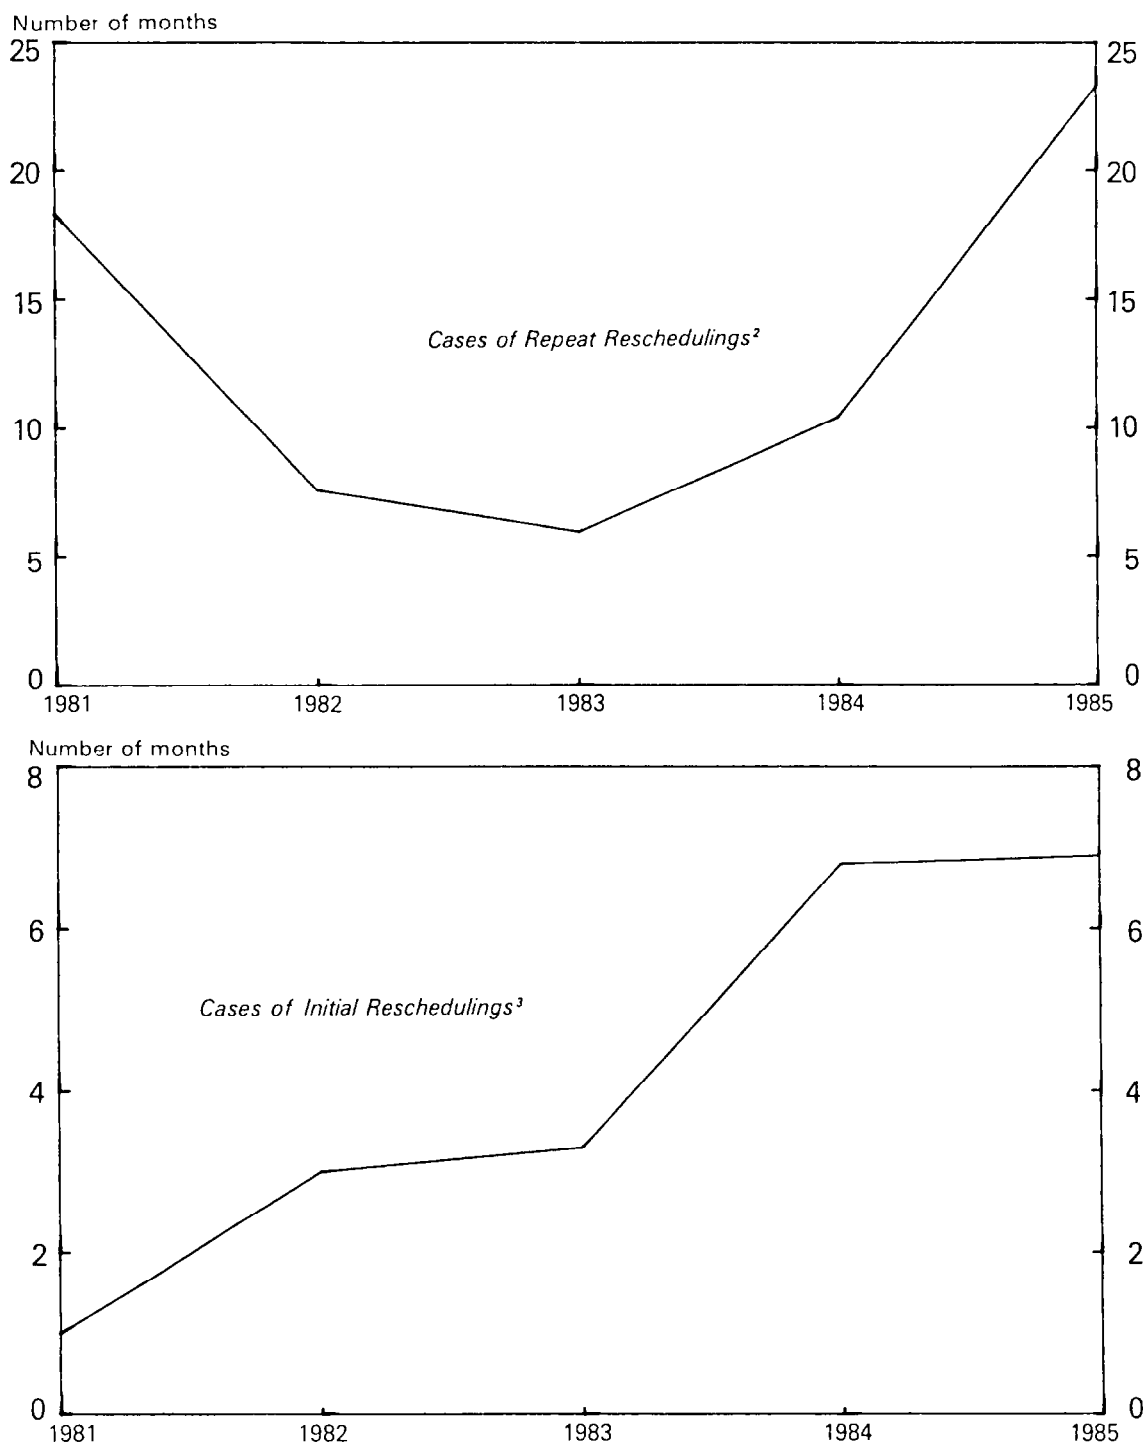 Number of months
25 25
20 20
15 15
Cases of Repeat Reschedulings²
10 10
5 5
0 0
1981 1982 1983 1984 1985
Number of months
8 8
6 6
Cases of Initial Reschedulings³
4 4
2 2
0 0
1981 1982 1983 1984 1985